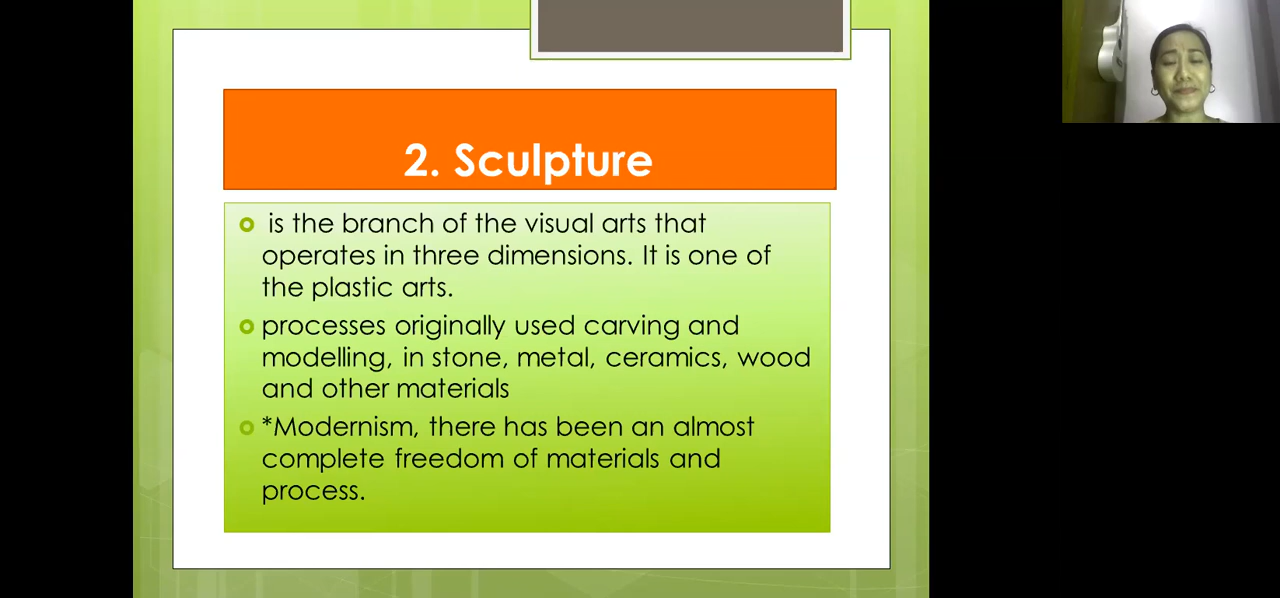 2. Sculpture
is the branch of the visual arts that
operates in three dimensions. It is one of
the plastic arts.
processes originally used carving and
modelling, in stone, metal, ceramics, wood
and other materials
*Modernism, there has been an almost
complete freedom of materials and
process.